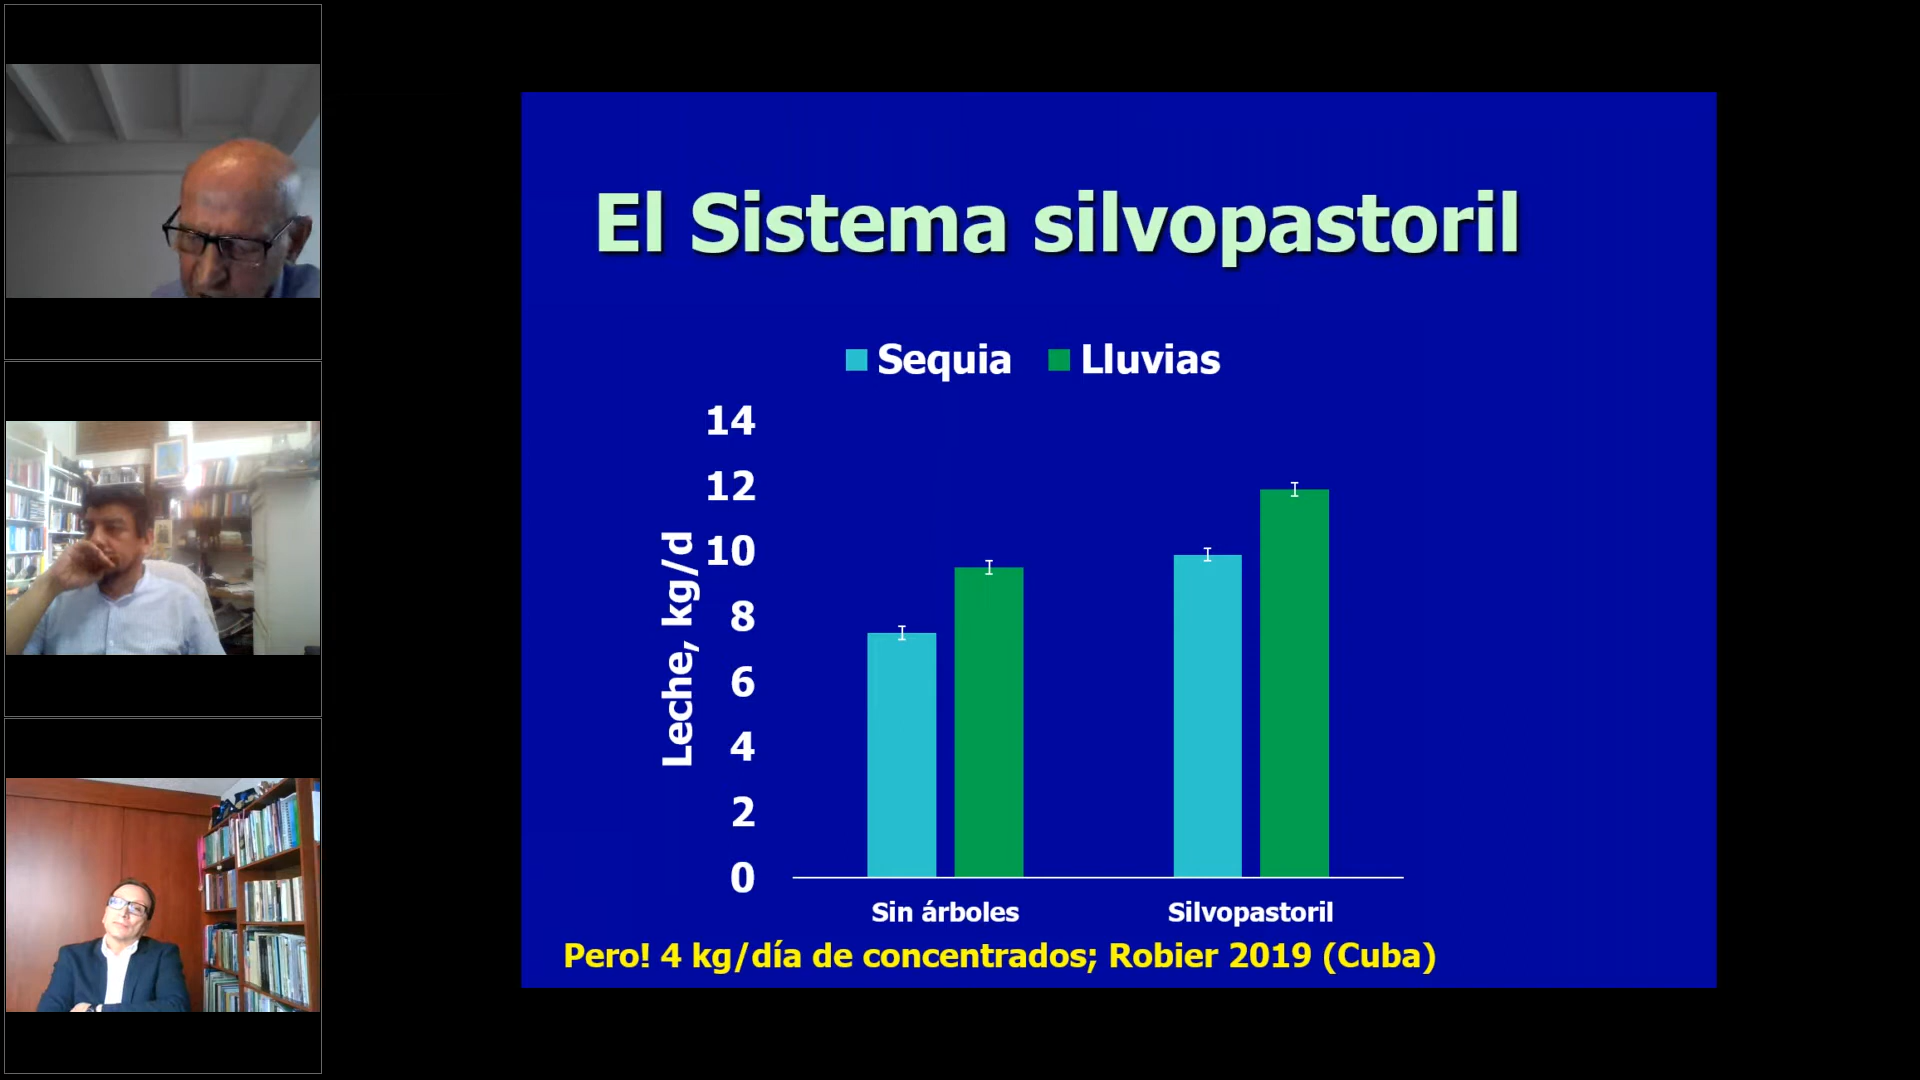 El Sistema silvopastoril
Sequia Lluvias
14
12
10
8
6
4
2
0
Leche, kg/d
Sin árboles Silvopastoril
Pero! 4 kg/día de concentrados; Robier 2019 (Cuba)